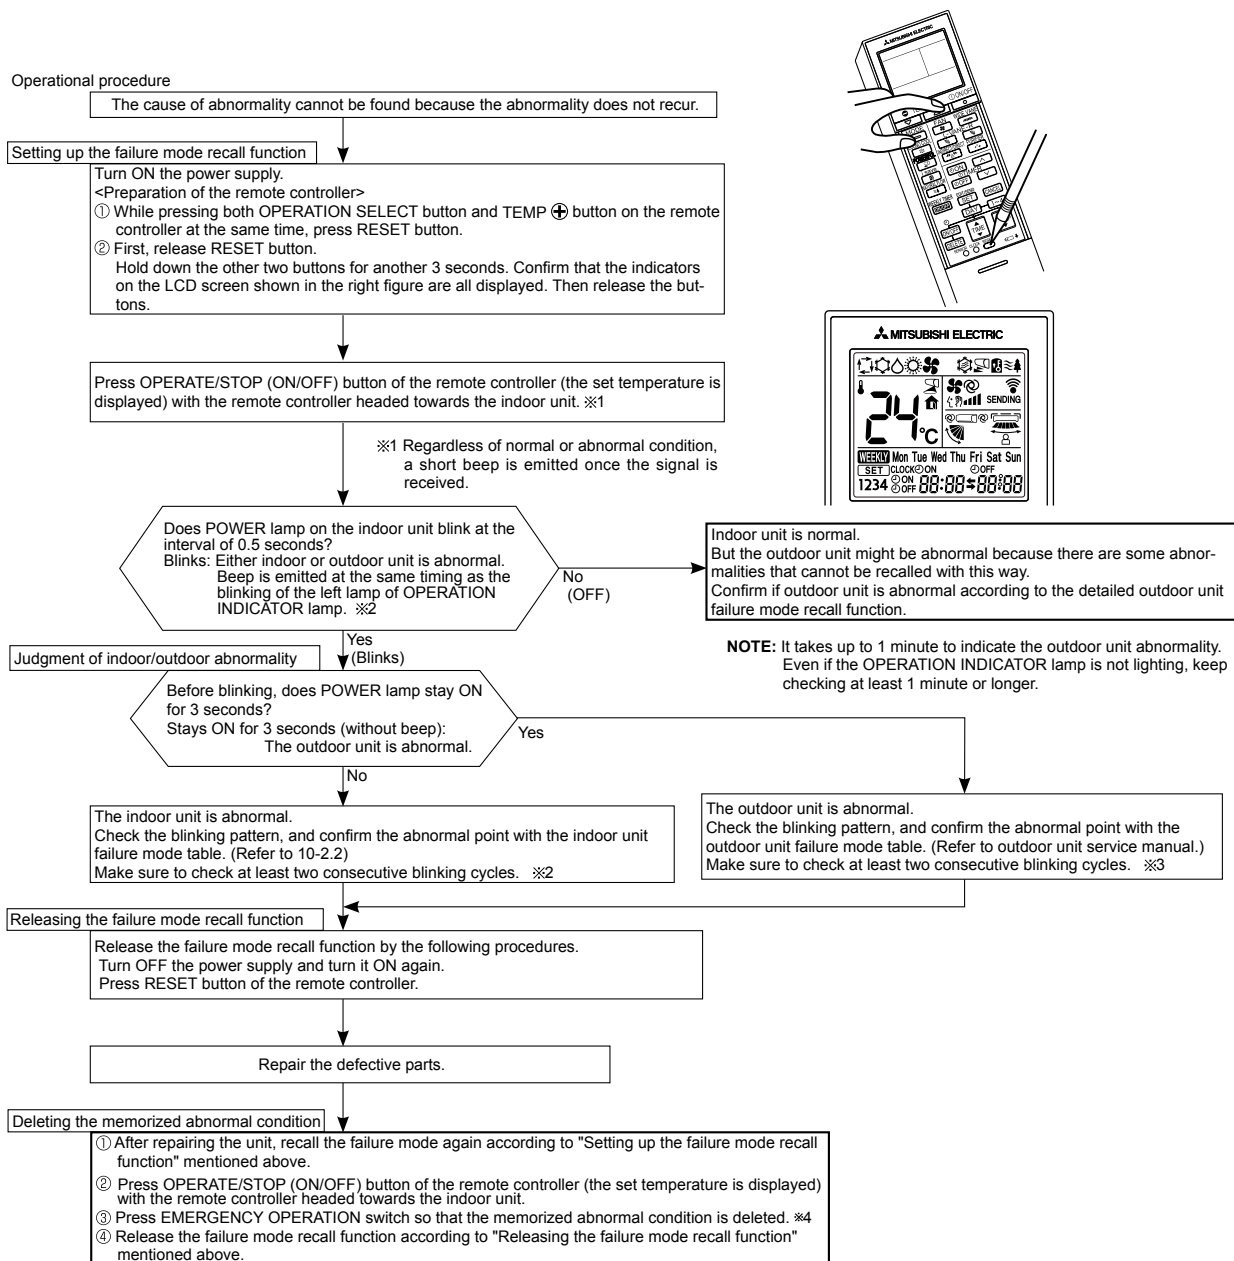 Operational procedure
The cause of abnormality cannot be found because the abnormality does not recur.
Setting up the failure mode recall function
Turn ON the power supply.
<Preparation of the remote controller>
① While pressing both OPERATION SELECT button and TEMP ⊕ button on the remote
controller at the same time, press RESET button.
② First, release RESET button.
Hold down the other two buttons for another 3 seconds. Confirm that the indicators
on the LCD screen shown in the right figure are all displayed. Then release the but-
tons.
MITSUBISHI ELECTRIC
ON/OFF
FAN
SET
DAY
TIME
CANCEL
MITSUBISHI ELECTRIC
24°C
SENDING
WEEKLY Mon Tue Wed Thu Fri Sat Sun
SET CLOCK ON OFF
1234 ON OFF 88:88 88:88
Press OPERATE/STOP (ON/OFF) button of the remote controller (the set temperature is
displayed) with the remote controller headed towards the indoor unit. ※1
※1 Regardless of normal or abnormal condition,
a short beep is emitted once the signal is
received.
Does POWER lamp on the indoor unit blink at the
interval of 0.5 seconds?
Blinks: Either indoor or outdoor unit is abnormal.
Beep is emitted at the same timing as the
blinking of the left lamp of OPERATION
INDICATOR lamp. ※2
No
(OFF)
Indoor unit is normal.
But the outdoor unit might be abnormal because there are some abnor-
malities that cannot be recalled with this way.
Confirm if outdoor unit is abnormal according to the detailed outdoor unit
failure mode recall function.
NOTE: It takes up to 1 minute to indicate the outdoor unit abnormality.
Even if the OPERATION INDICATOR lamp is not lighting, keep
checking at least 1 minute or longer.
Yes
(Blinks)
Judgment of indoor/outdoor abnormality
Before blinking, does POWER lamp stay ON
for 3 seconds?
Stays ON for 3 seconds (without beep):
The outdoor unit is abnormal.
Yes
No
The indoor unit is abnormal.
Check the blinking pattern, and confirm the abnormal point with the indoor unit
failure mode table. (Refer to 10-2.2)
Make sure to check at least two consecutive blinking cycles. ※2
The outdoor unit is abnormal.
Check the blinking pattern, and confirm the abnormal point with the
outdoor unit failure mode table. (Refer to outdoor unit service manual.)
Make sure to check at least two consecutive blinking cycles. ※3
Releasing the failure mode recall function
Release the failure mode recall function by the following procedures.
Turn OFF the power supply and turn it ON again.
Press RESET button of the remote controller.
Repair the defective parts.
Deleting the memorized abnormal condition
① After repairing the unit, recall the failure mode again according to "Setting up the failure mode recall
function" mentioned above.
② Press OPERATE/STOP (ON/OFF) button of the remote controller (the set temperature is displayed)
with the remote controller headed towards the indoor unit.
③ Press EMERGENCY OPERATION switch so that the memorized abnormal condition is deleted. ※4
④ Release the failure mode recall function according to "Releasing the failure mode recall function"
mentioned above.